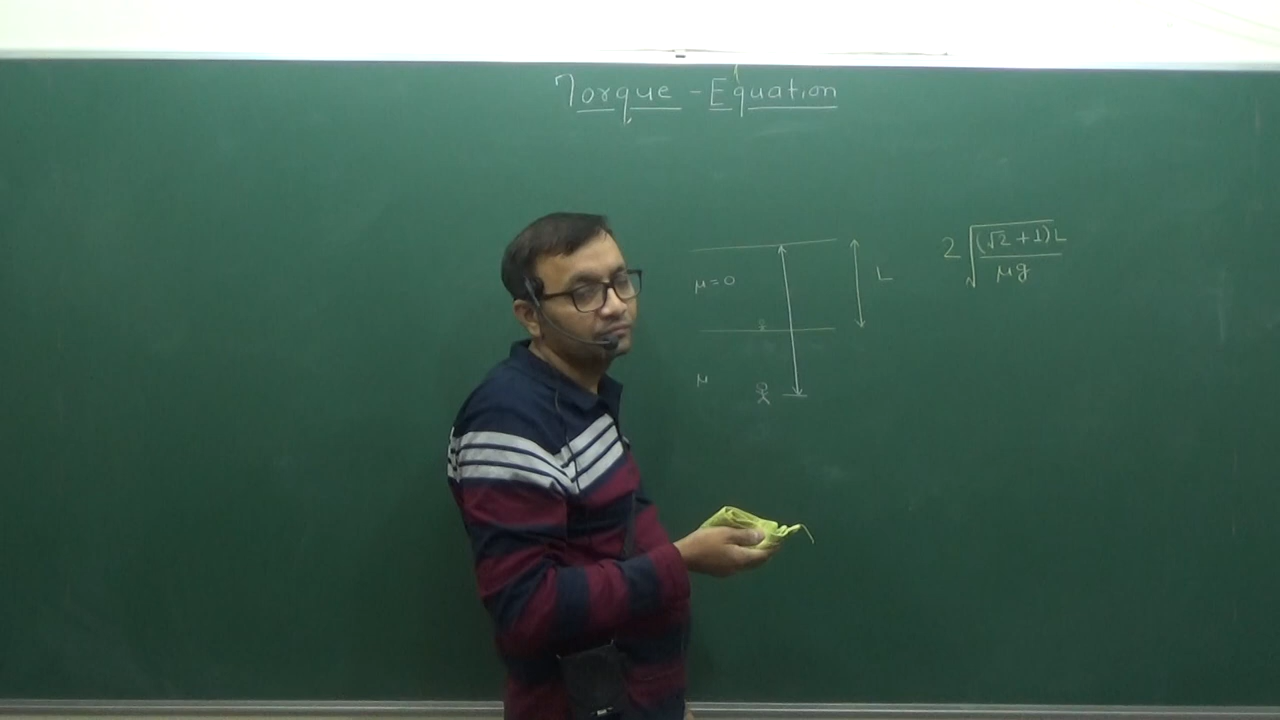 Torque - Equation
μ = 0
L
2√((√2 + 1)L / μg)
μ